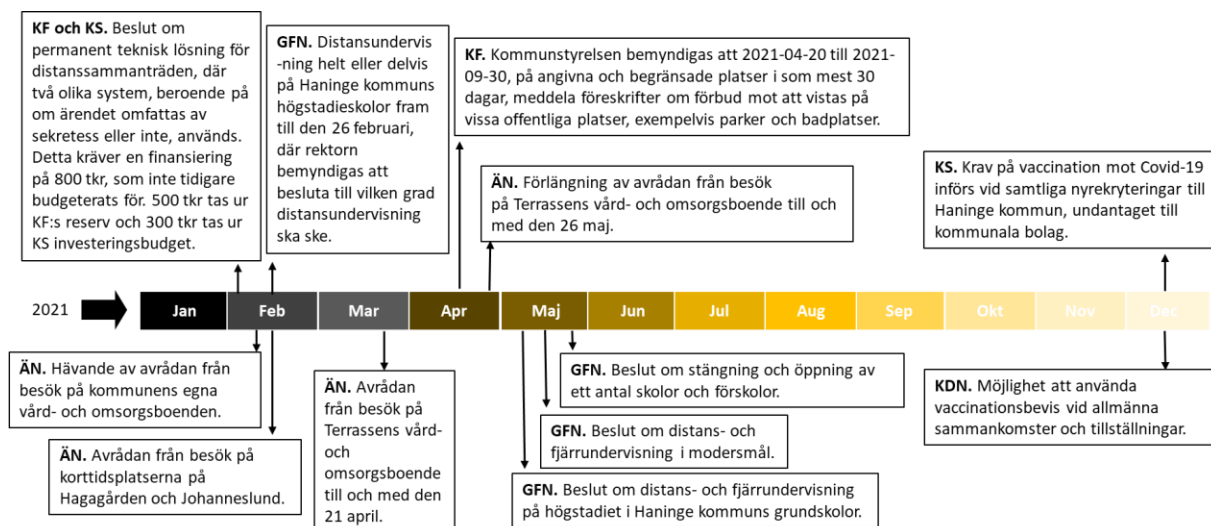 KF och KS. Beslut om
permanent teknisk lösning för
distanssammanträden, där
två olika system, beroende på
om ärendet omfattas av
sekretess eller inte, används.
Detta kräver en finansiering
på 800 tkr, som inte tidigare
budgeterats för. 500 tkr tas ur
KF:s reserv och 300 tkr tas ur
KS investeringsbudget.
GFN. Distansundervis
-ning helt eller delvis
på Haninge kommuns
högstadieskolor fram
till den 26 februari,
där rektorn
bemyndigas att
besluta till vilken grad
distansundervisning
ska ske.
KF. Kommunstyrelsen bemyndigas att 2021-04-20 till 2021-
09-30, på angivna och begränsade platser i som mest 30
dagar, meddela föreskrifter om förbud mot att vistas på
vissa offentliga platser, exempelvis parker och badplatser.
ÄN. Förlängning av avrådan från besök
på Terrassens vård- och omsorgsboende till och
med den 26 maj.
KS. Krav på vaccination mot Covid-19
införs vid samtliga nyrekryteringar till
Haninge kommun, undantaget till
kommunala bolag.
2021
Jan
Feb
Mar
Apr
Maj
Jun
Jul
Aug
Sep
Okt
Nov
Dec
ÄN. Hävande av avrådan från
besök på kommunens egna
vård- och omsorgsboenden.
ÄN. Avrådan från besök på
korttidsplatserna på
Hagagården och Johanneslund.
ÄN. Avrådan
från besök på
Terrassens vård-
och
omsorgsboende
till och med den
21 april.
GFN. Beslut om stängning och öppning av
ett antal skolor och förskolor.
GFN. Beslut om distans- och
fjärrundervisning i modersmål.
GFN. Beslut om distans- och fjärrundervisning
på högstadiet i Haninge kommuns grundskolor.
KDN. Möjlighet att använda
vaccinationsbevis vid allmänna
sammankomster och tillställningar.